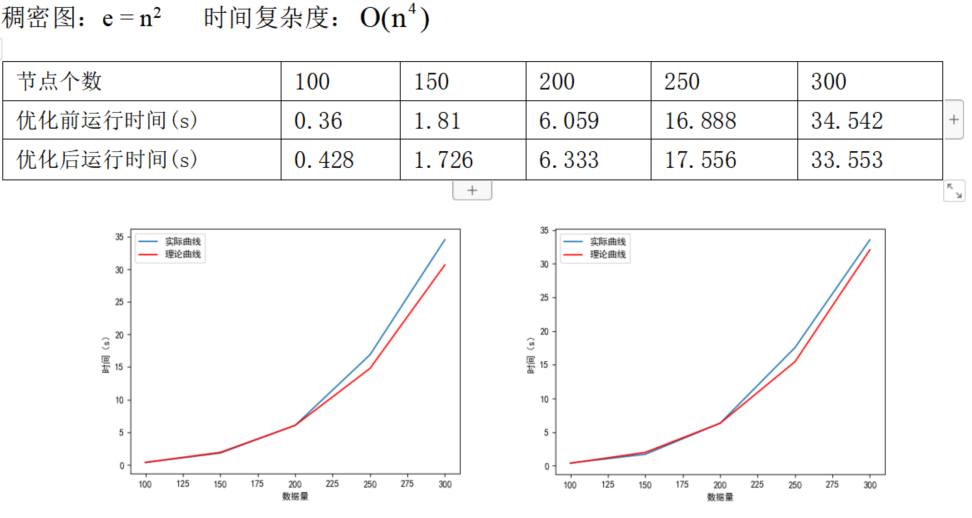 稠密图：e = n² 时间复杂度： O(n⁴)
节点个数 100 150 200 250 300
优化前运行时间(s) 0.36 1.81 6.059 16.888 34.542
优化后运行时间(s) 0.428 1.726 6.333 17.556 33.553
实际曲线
理论曲线
35
30
25
20
15
10
5
0
时间（s）
100 125 150 175 200 225 250 275 300
数据量
实际曲线
理论曲线
35
30
25
20
15
10
5
0
时间（s）
100 125 150 175 200 225 250 275 300
数据量